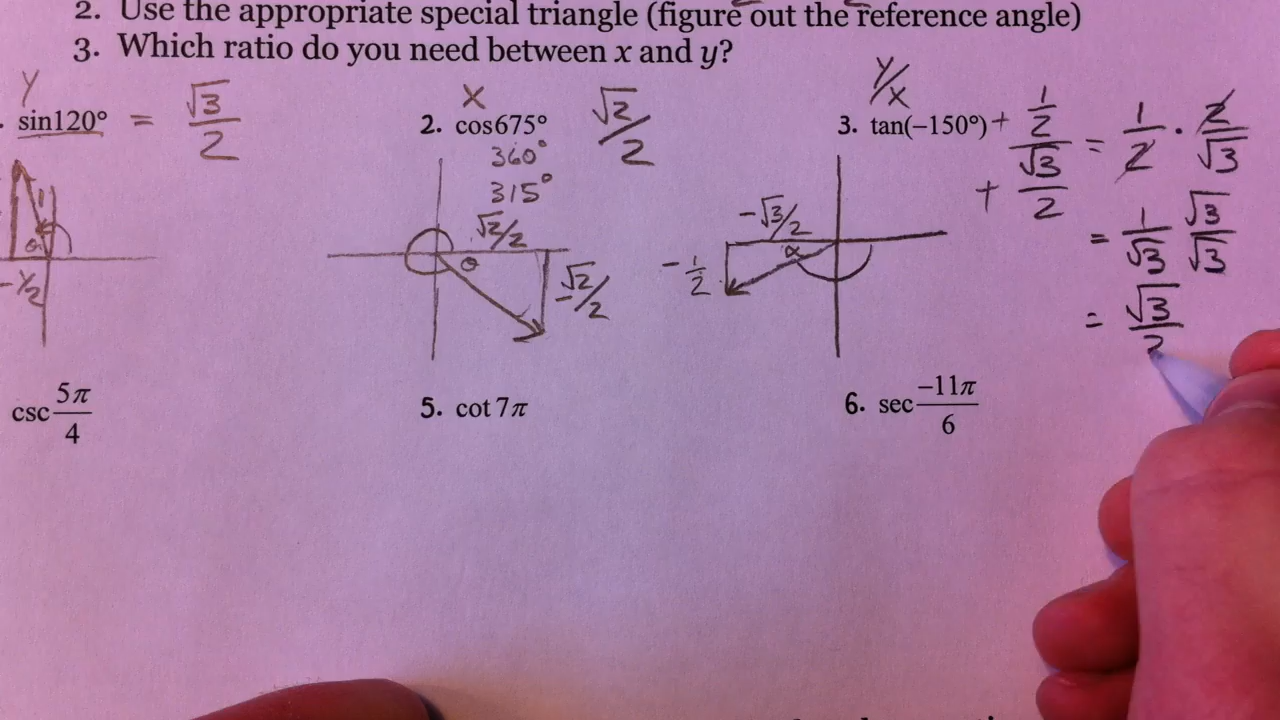 2. Use the appropriate special triangle (figure out the reference angle)
3. Which ratio do you need between x and y?
y
sin120° = √3/2
1
θ
-1/2
x
2. cos675° √2/2
360°
315°
√2/2
θ
-√2/2
y/x
3. tan(−150°) + 1/2 / + √3/2 = 1/2 · 2/√3
= 1/√3 √3/√3
= √3/
-√3/2
α
-1/2
csc 5π/4
5. cot 7π
6. sec −11π/6